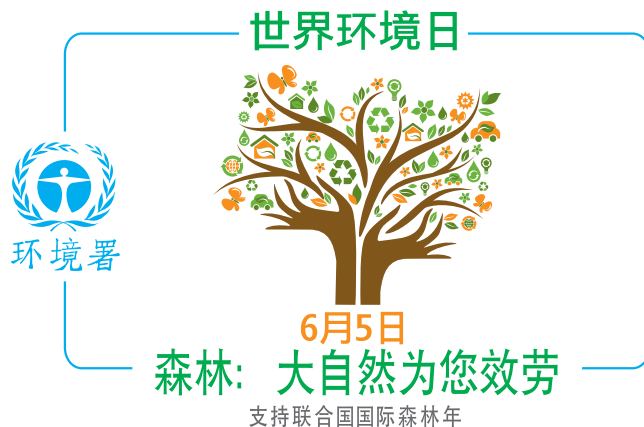 世界环境日
环境署
6月5日
森林: 大自然为您效劳
支持联合国国际森林年